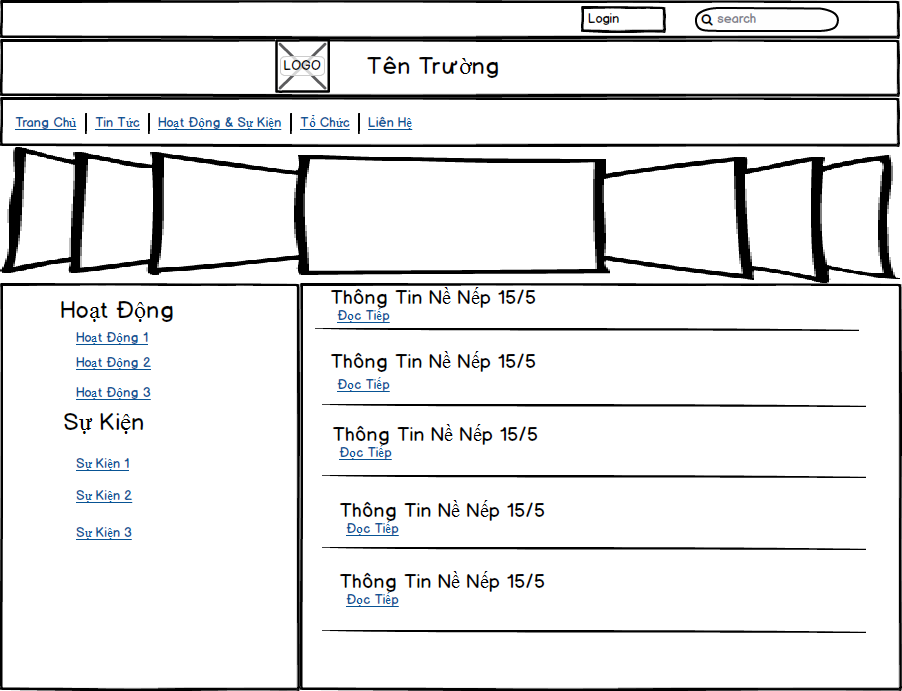 Login
search
LOGO
Tên Trường
Trang Chủ
Tin Tức
Hoạt Động & Sự Kiện
Tổ Chức
Liên Hệ
Hoạt Động
Hoạt Động 1
Hoạt Động 2
Hoạt Động 3
Sự Kiện
Sự Kiện 1
Sự Kiện 2
Sự Kiện 3
Thông Tin Nề Nếp 15/5
Đọc Tiếp
Thông Tin Nề Nếp 15/5
Đọc Tiếp
Thông Tin Nề Nếp 15/5
Đọc Tiếp
Thông Tin Nề Nếp 15/5
Đọc Tiếp
Thông Tin Nề Nếp 15/5
Đọc Tiếp